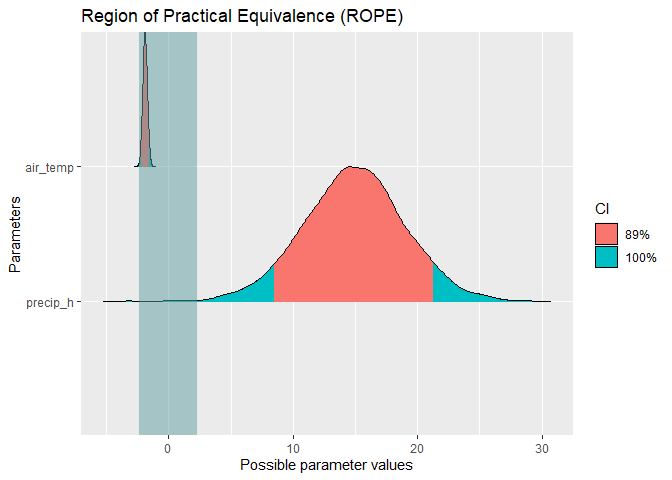 Region of Practical Equivalence (ROPE)
air_temp
precip_h
Parameters
0
10
20
30
Possible parameter values
CI
89%
100%